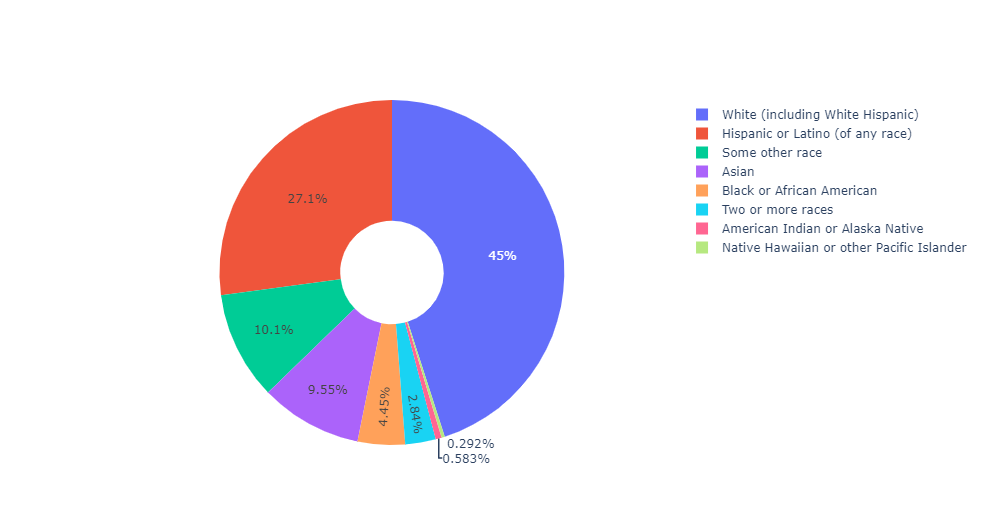 White (including White Hispanic)
Hispanic or Latino (of any race)
Some other race
Asian
Black or African American
Two or more races
American Indian or Alaska Native
Native Hawaiian or other Pacific Islander
27.1%
45%
10.1%
9.55%
4.45%
2.84%
0.292%
0.583%